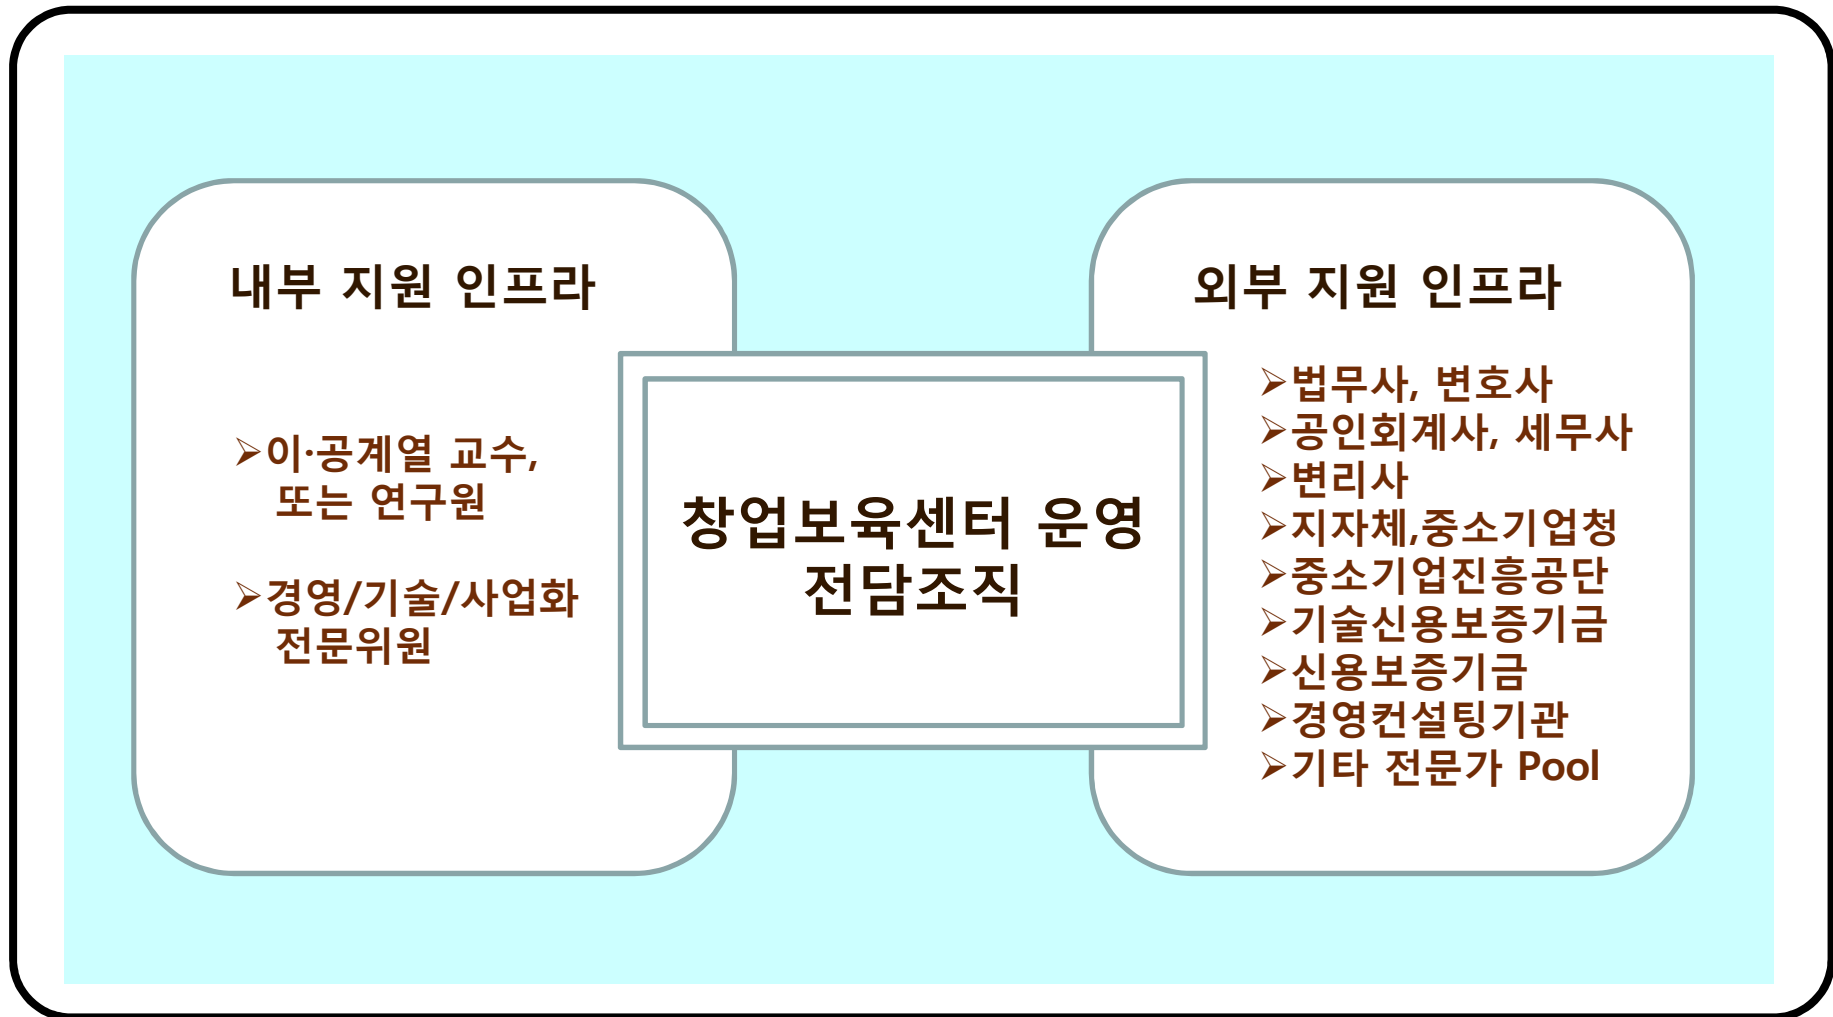 내부 지원 인프라
➢이·공계열 교수,
또는 연구원
➢경영/기술/사업화
전문위원
창업보육센터 운영
전담조직
외부 지원 인프라
➢법무사, 변호사
➢공인회계사, 세무사
➢변리사
➢지자체,중소기업청
➢중소기업진흥공단
➢기술신용보증기금
➢신용보증기금
➢경영컨설팅기관
➢기타 전문가 Pool